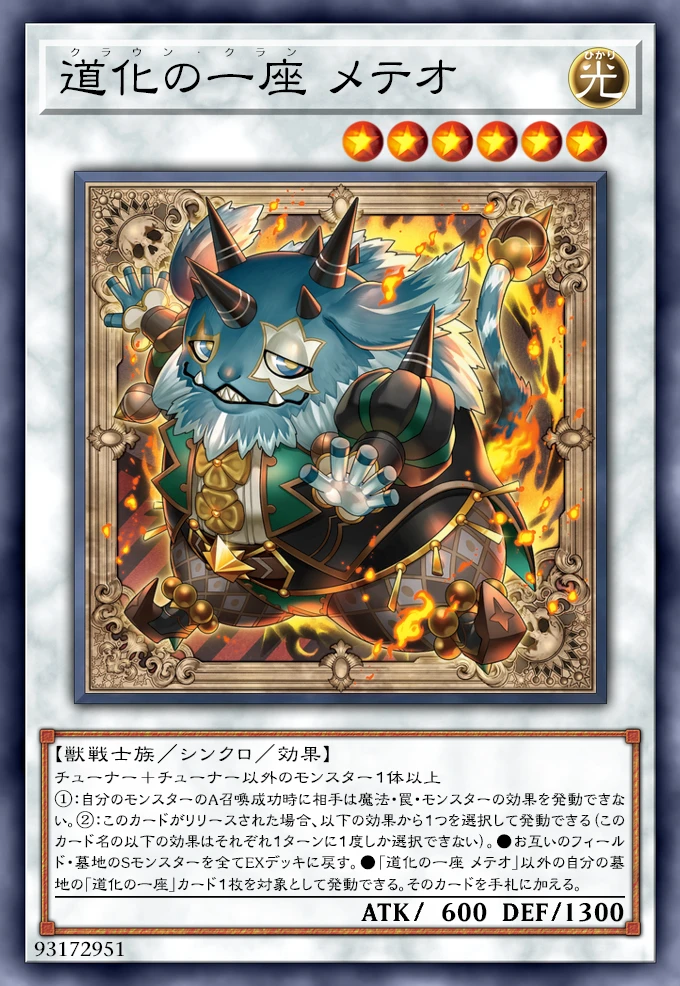 クラウン・クラン
道化の一座 メテオ
ひかり
光
【獣戦士族／シンクロ／効果】
チューナー＋チューナー以外のモンスター1体以上
①：自分のモンスターのA召喚成功時に相手は魔法・罠・モンスターの効果を発動できな
い。②：このカードがリリースされた場合、以下の効果から1つを選択して発動できる（この
カード名の以下の効果はそれぞれ1ターンに1度しか選択できない）。●お互いのフィール
ド・墓地のSモンスターを全てEXデッキに戻す。●「道化の一座 メテオ」以外の自分の墓
地の「道化の一座」カード1枚を対象として発動できる。そのカードを手札に加える。
ATK/ 600 DEF/1300
93172951